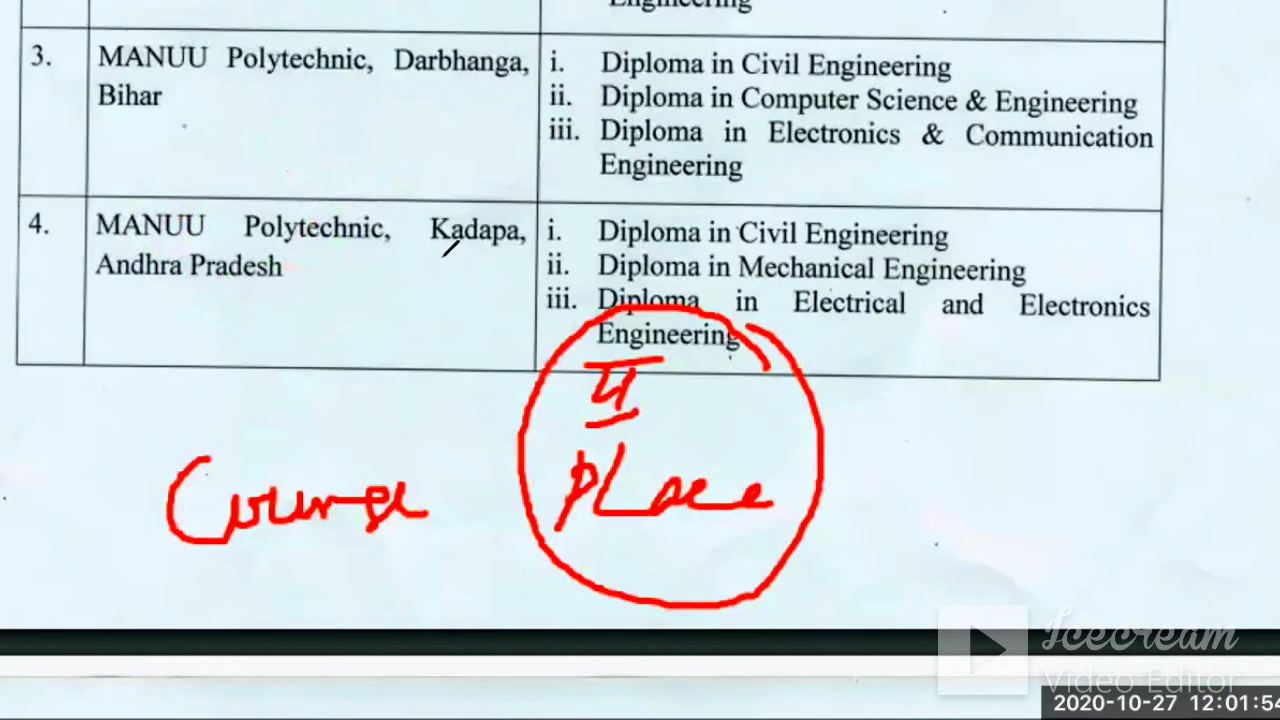 Engineering
3. MANUU Polytechnic, Darbhanga, i. Diploma in Civil Engineering
Bihar ii. Diploma in Computer Science & Engineering
iii. Diploma in Electronics & Communication
Engineering
4. MANUU Polytechnic, Kadapa, i. Diploma in Civil Engineering
Andhra Pradesh ii. Diploma in Mechanical Engineering
iii. Diploma in Electrical and Electronics
Engineering
Place
Icecream
Video Editor
2020-10-27 12:01:54